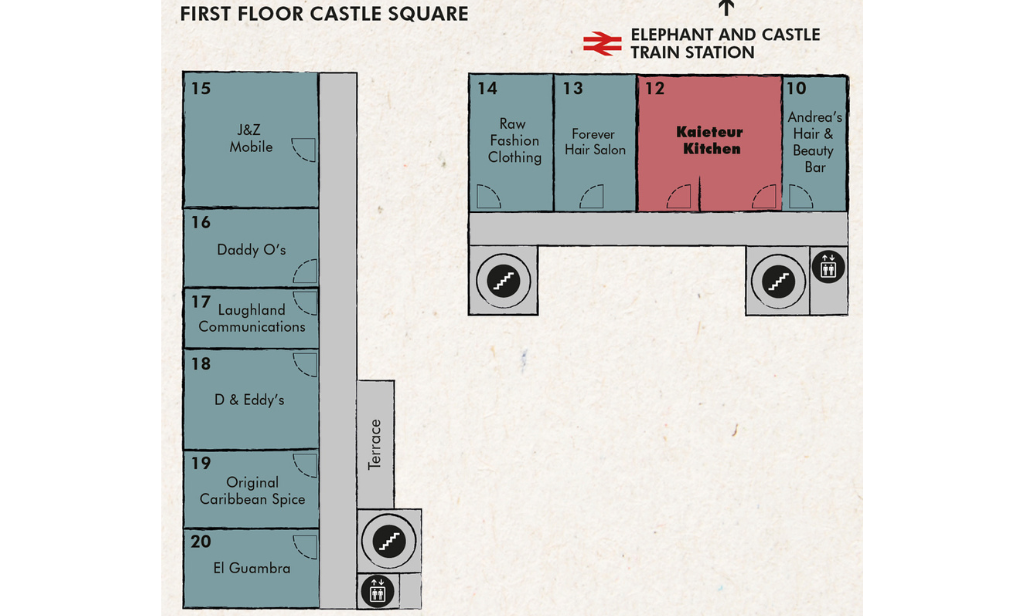 FIRST FLOOR CASTLE SQUARE
ELEPHANT AND CASTLE
TRAIN STATION
15
J&Z
Mobile
16
Daddy O's
17
Laughland
Communications
18
D & Eddy's
19
Original
Caribbean Spice
20
El Guambra
Terrace
14
Raw
Fashion
Clothing
13
Forever
Hair Salon
12
Kaieteur
Kitchen
10
Andrea's
Hair &
Beauty
Bar